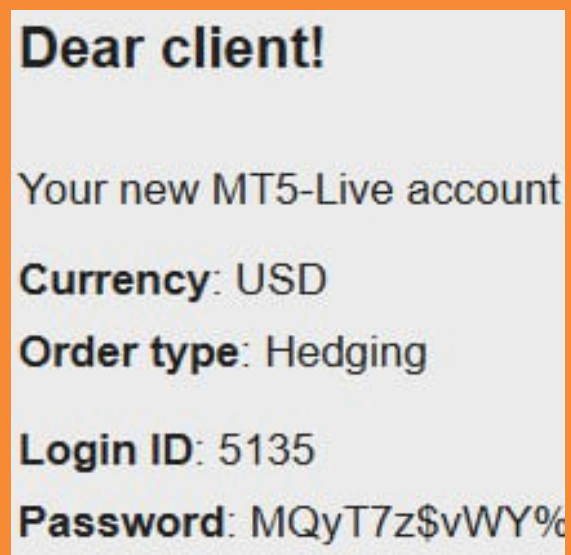 Dear client!
Your new MT5-Live account
Currency: USD
Order type: Hedging
Login ID: 5135
Password: MQyT7z$vWY%